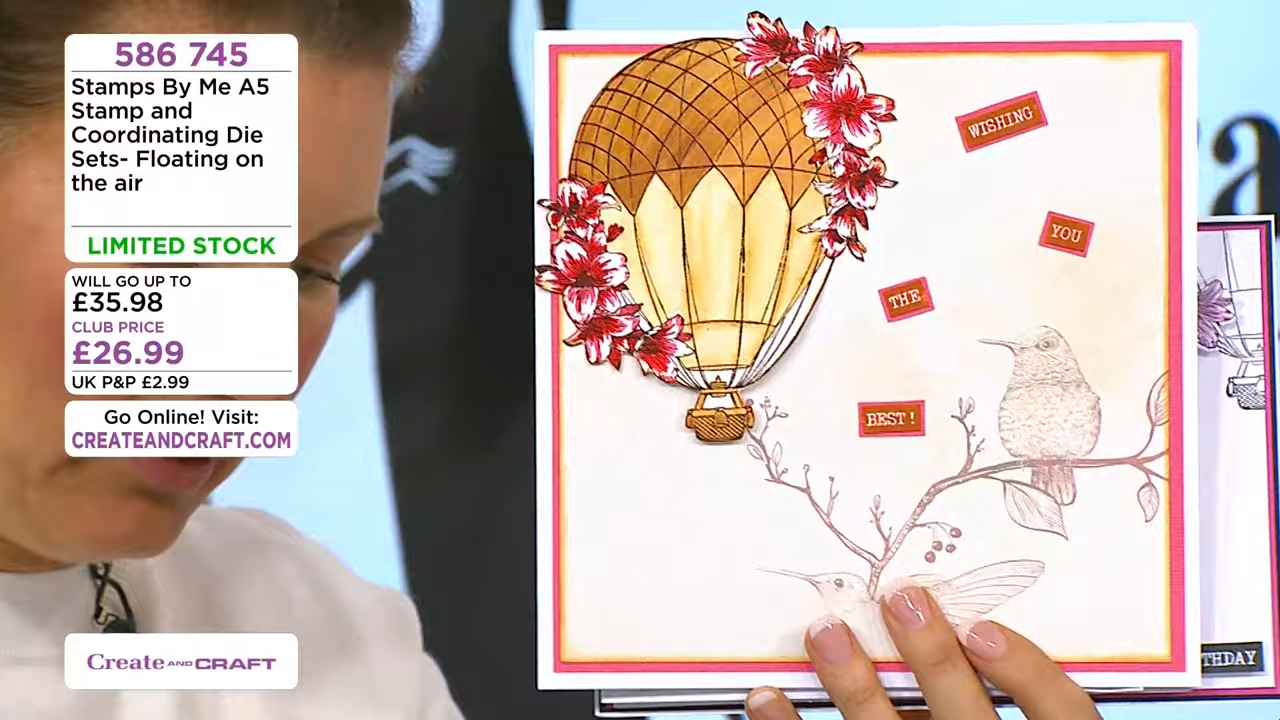 586 745
Stamps By Me A5
Stamp and
Coordinating Die
Sets- Floating on
the air
LIMITED STOCK
WILL GO UP TO
£35.98
CLUB PRICE
£26.99
UK P&P £2.99
Go Online! Visit:
CREATEANDCRAFT.COM
Create AND CRAFT
WISHING
YOU
THE
BEST!
THDAY
a